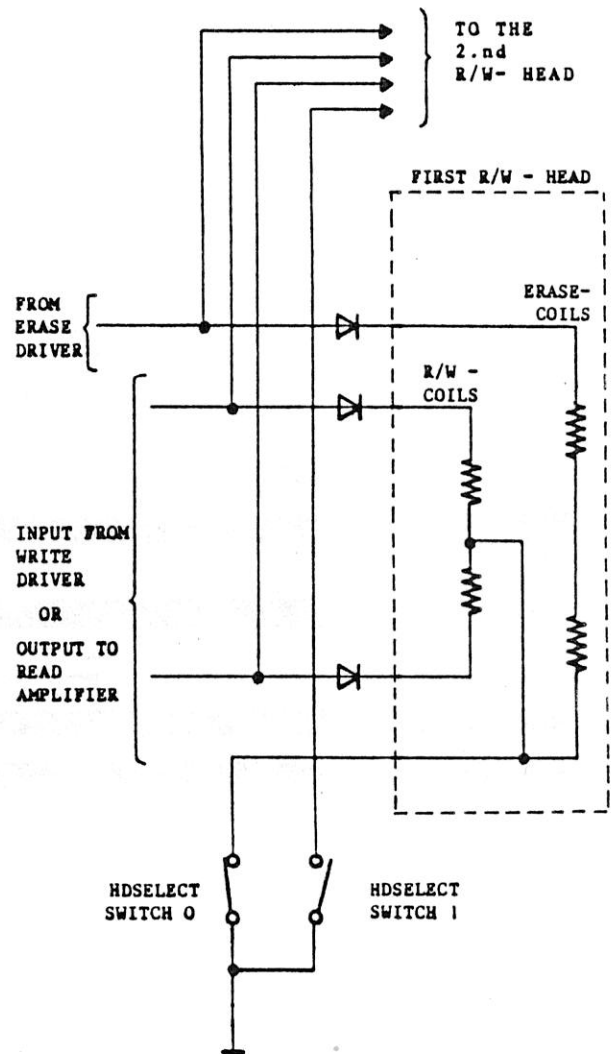 TO THE
2.nd
R/W- HEAD
FIRST R/W - HEAD
FROM
ERASE
DRIVER
ERASE-
COILS
R/W -
COILS
INPUT FROM
WRITE
DRIVER
OR
OUTPUT TO
READ
AMPLIFIER
HDSELECT
SWITCH 0
HDSELECT
SWITCH 1